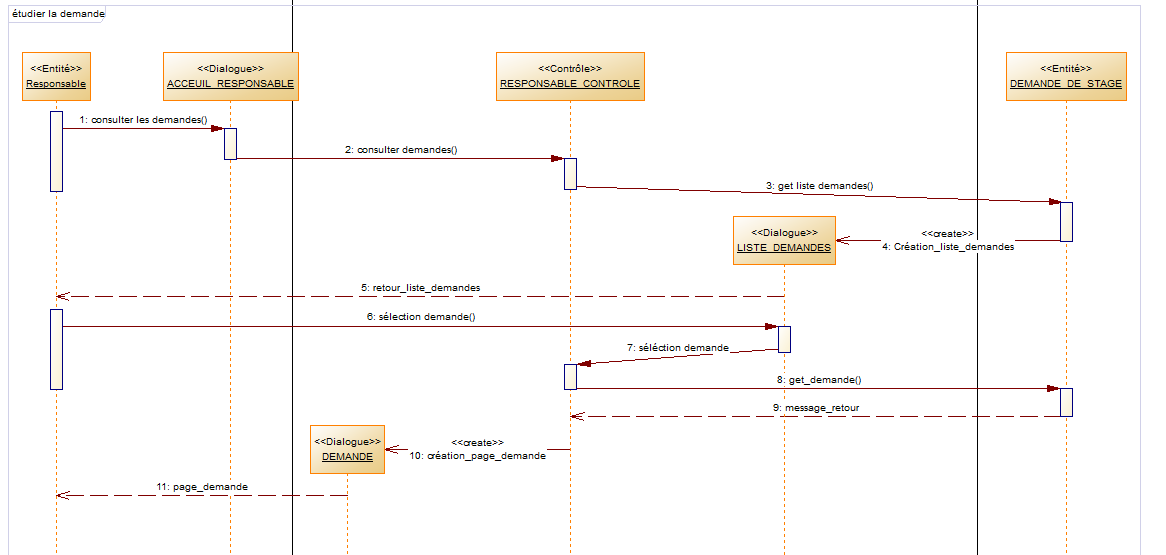 étudier la demande
<<Entité>>
Responsable
<<Dialogue>>
ACCEUIL_RESPONSABLE
<<Contrôle>>
RESPONSABLE_CONTROLE
<<Entité>>
DEMANDE_DE_STAGE
1: consulter les demandes()
2: consulter demandes()
3: get liste demandes()
<<Dialogue>>
LISTE_DEMANDES
<<create>>
4: Création_liste_demandes
5: retour_liste_demandes
6: sélection demande()
7: séléction demande
8: get_demande()
9: message_retour
<<Dialogue>>
DEMANDE
<<create>>
10: création_page_demande
11: page_demande